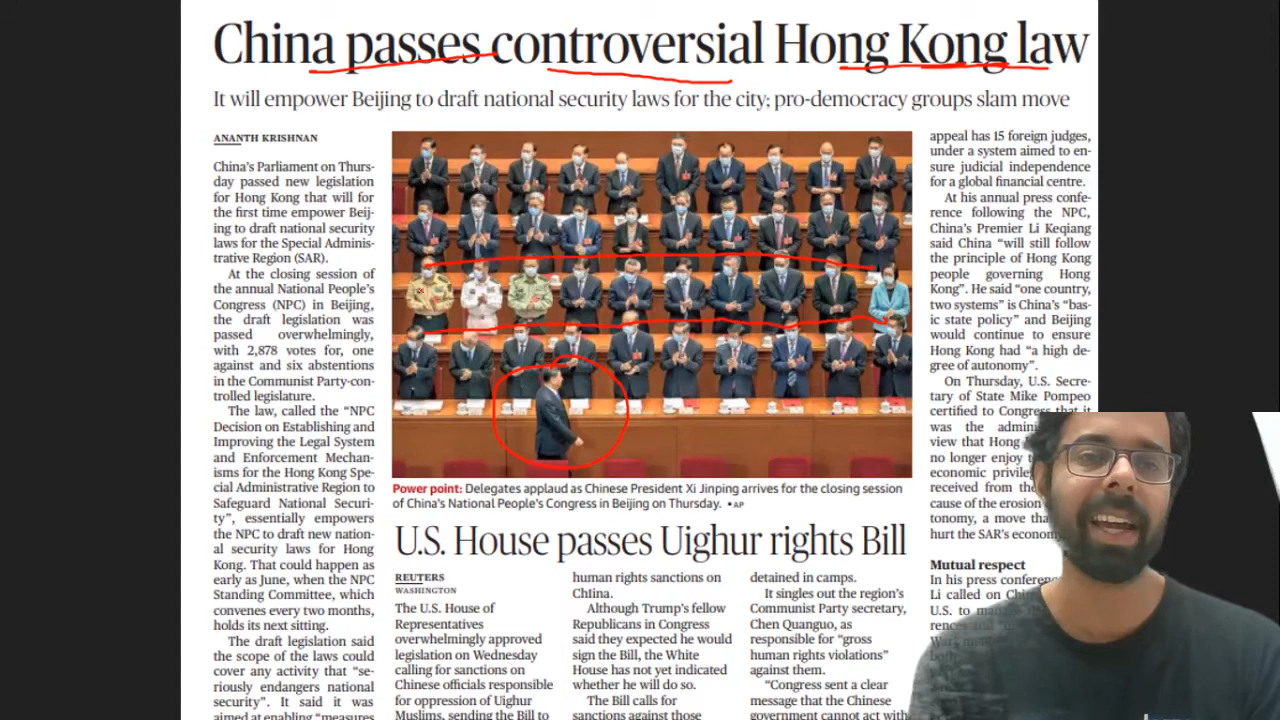 China passes controversial Hong Kong law
It will empower Beijing to draft national security laws for the city; pro-democracy groups slam move
ANANTH KRISHNAN
China's Parliament on Thurs-
day passed new legislation
for Hong Kong that will for
the first time empower Beij-
ing to draft national security
laws for the Special Adminis-
trative Region (SAR).
At the closing session of
the annual National People's
Congress (NPC) in Beijing,
the draft legislation was
passed overwhelmingly,
with 2,878 votes for, one
against and six abstentions
in the Communist Party-con-
trolled legislature.
The law, called the "NPC
Decision on Establishing and
Improving the Legal System
and Enforcement Mechan-
isms for the Hong Kong Spe-
cial Administrative Region to
Safeguard National Securi-
ty", essentially empowers
the NPC to draft new nation-
al security laws for Hong
Kong. That could happen as
early as June, when the NPC
Standing Committee, which
convenes every two months,
holds its next sitting.
The draft legislation said
the scope of the laws could
cover any activity that "se-
riously endangers national
security". It said it was
aimed at enabling "measures
Power point: Delegates applaud as Chinese President Xi Jinping arrives for the closing session
of China's National People's Congress in Beijing on Thursday. •AP
U.S. House passes Uighur rights Bill
REUTERS
WASHINGTON
The U.S. House of
Representatives
overwhelmingly approved
legislation on Wednesday
calling for sanctions on
Chinese officials responsible
for oppression of Uighur
Muslims, sending the Bill to
human rights sanctions on
China.
Although Trump's fellow
Republicans in Congress
said they expected he would
sign the Bill, the White
House has not yet indicated
whether he will do so.
The Bill calls for
sanctions against those
detained in camps.
It singles out the region's
Communist Party secretary,
Chen Quanguo, as
responsible for "gross
human rights violations"
against them.
"Congress sent a clear
message that the Chinese
government cannot act with
appeal has 15 foreign judges,
under a system aimed to en-
sure judicial independence
for a global financial centre.
At his annual press confe-
rence following the NPC,
China's Premier Li Keqiang
said China "will still follow
the principle of Hong Kong
people governing Hong
Kong". He said "one country,
two systems" is China's "bas-
ic state policy" and Beijing
would continue to ensure
Hong Kong had "a high de-
gree of autonomy".
On Thursday, U.S. Secre-
tary of State Mike Pompeo
certified to Congress that it
was the
view that Hong
no longer enjoy
economic
received from the
cause of the erosion
tonomy, a move
hurt the SAR's economy
Mutual respect
In his press
Li called on
U.S. to